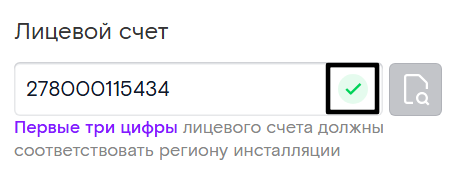 Лицевой счет
278000115434
Первые три цифры лицевого счета должны
соответствовать региону инсталляции